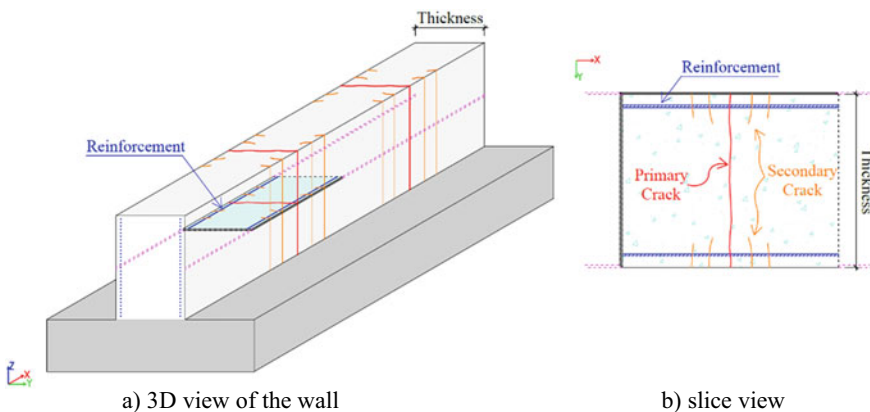 Thickness
Reinforcement
Z
X
Y
a) 3D view of the wall
X
Y
Reinforcement
Primary
Crack
Secondary
Crack
Thickness
b) slice view